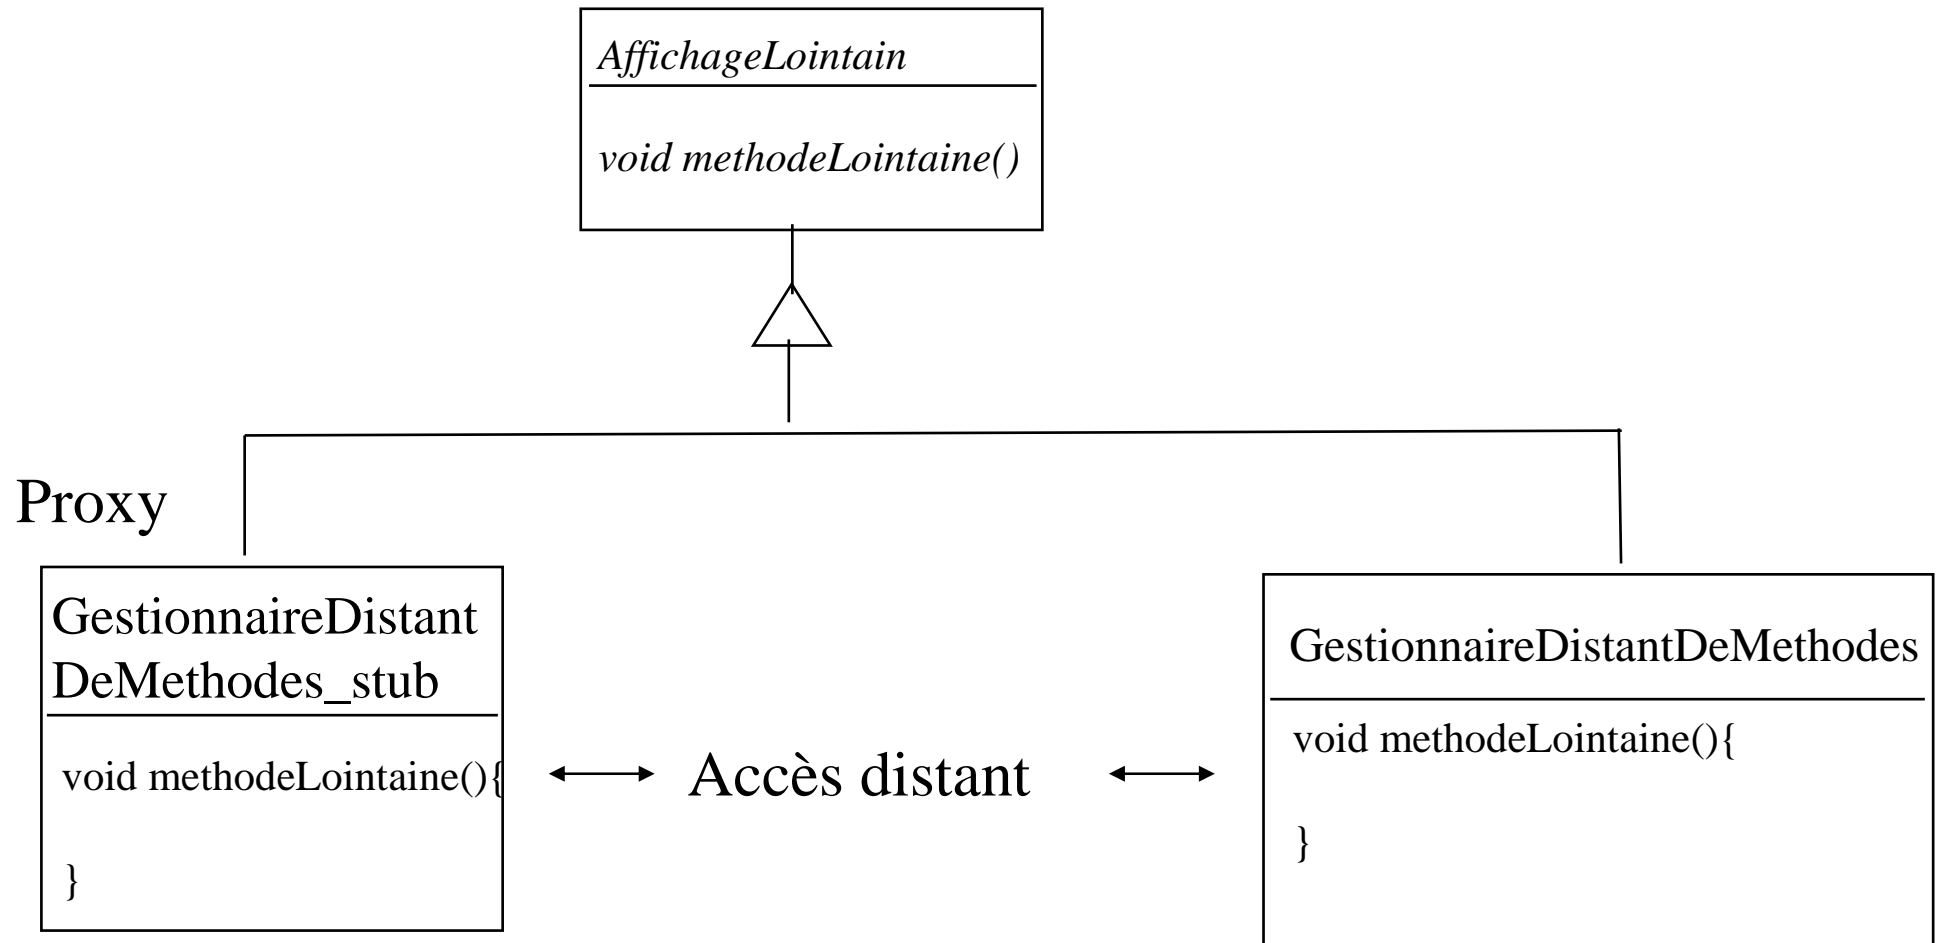 AffichageLointain
void methodeLointaine()
Proxy
GestionnaireDistant
DeMethodes_stub
void methodeLointaine(){
}
Accès distant
GestionnaireDistantDeMethodes
void methodeLointaine(){
}